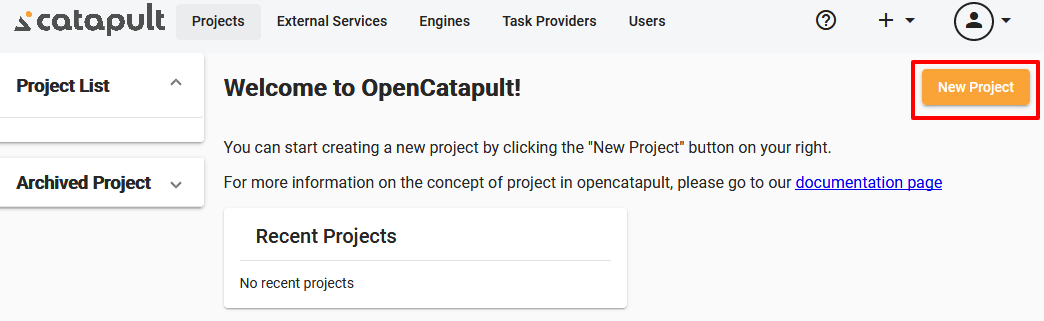 catapult Projects External Services Engines Task Providers Users
Project List
Archived Project
Welcome to OpenCatapult!
New Project
You can start creating a new project by clicking the "New Project" button on your right.
For more information on the concept of project in opencatapult, please go to our documentation page
Recent Projects
No recent projects